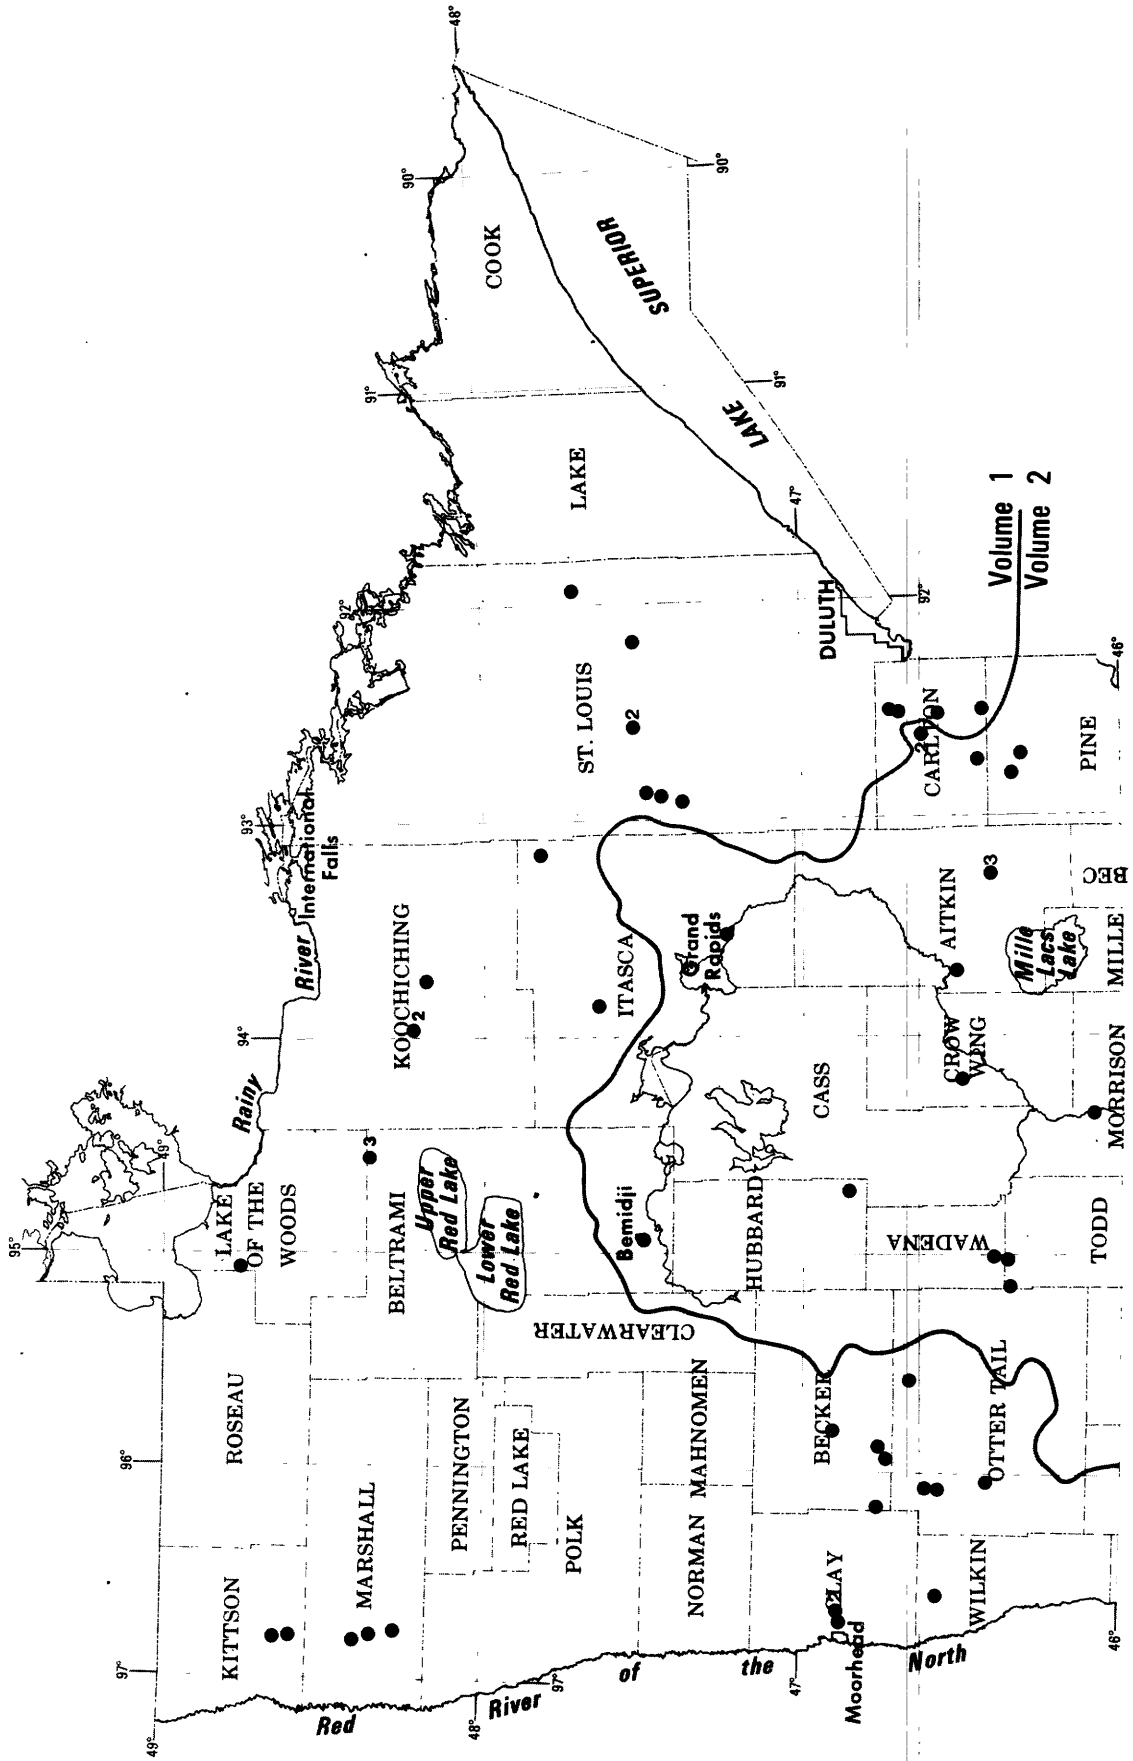 48°
90°
COOK
SUPERIOR
90°
91°
91°
LAKE
LAKE
47°
Volume 1
Volume 2
92°
92°
DULUTH
46°
ST. LOUIS
2
CARLTON
2
PINE
93°
International
Falls
River
KOOCHICHING
2
ITASCA
Grand
Rapids
AITKIN
3
BEC
Mille
Lacs
Lake
MILLE
94°
Rainy
CASS
CROW
WING
MORRISON
49°
LAKE
OF THE
WOODS
3
BELTRAMI
Upper
Red Lake
Lower
Red Lake
Bemidji
HUBBARD
WADENA
TODD
95°
CLEARWATER
ROSEAU
PENNINGTON
RED LAKE
MAHNOMEN
BECKER
OTTER TAIL
96°
MARSHALL
POLK
NORMAN
CLAY
2
WILKIN
KITTSON
97°
Moorhead
46°
49°
Red
48°
River
97°
of
the
47°
North